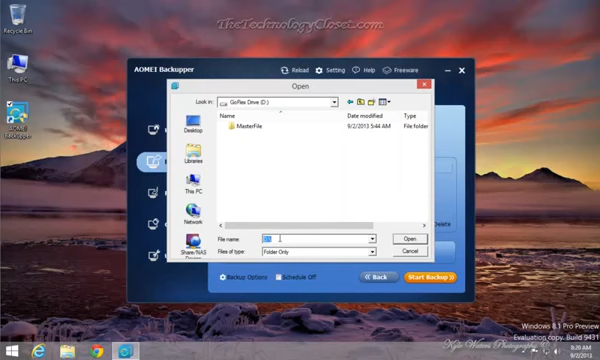 TheTechnologyCloset.com
Recycle Bin
This PC
AOMEI
Backupper
AOMEI Backupper
Reload
Setting
Help
Freeware
Open
Look in:
GoFlex Drive (D:)
Name
Date modified
Type
MasterFile
9/2/2013 5:44 AM
File folder
Desktop
Libraries
This PC
Network
Share/NAS
File name:
D:\
Open
Files of type:
Folder Only
Cancel
Delete
Backup Options
Schedule Off
<< Back
Start Backup >>
Windows 8.1 Pro Preview
Evaluation copy. Build 9431
8:20 AM
9/2/2013